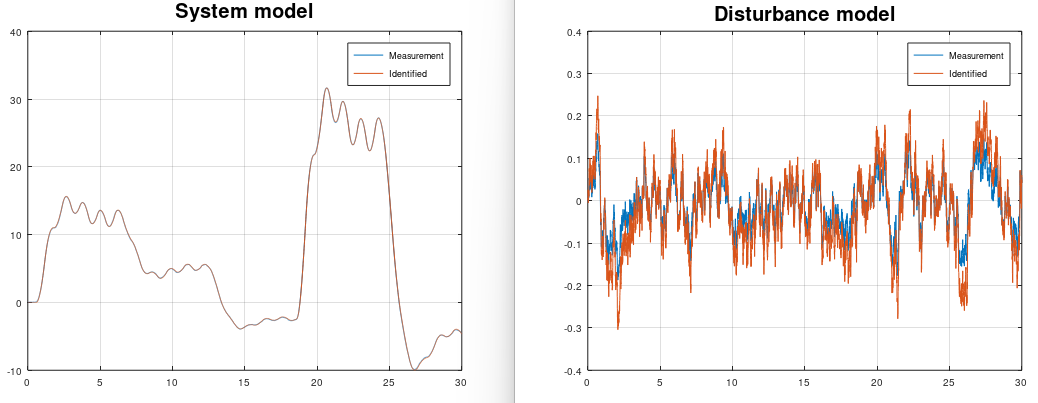 System model
40
30
20
10
0
-10
0 5 10 15 20 25 30
Measurement
Identified
Disturbance model
0.4
0.3
0.2
0.1
0
-0.1
-0.2
-0.3
-0.4
0 5 10 15 20 25 30
Measurement
Identified